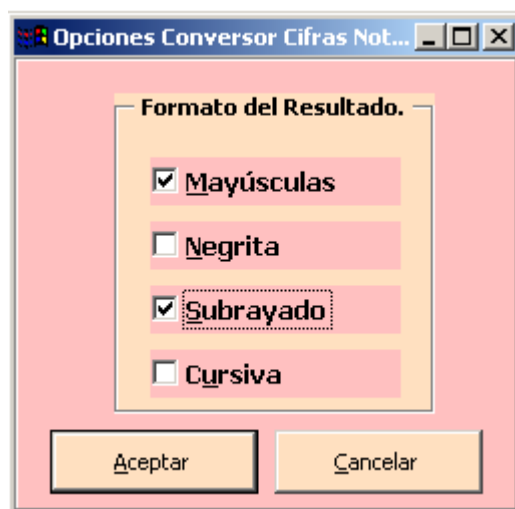 Opciones Conversor Cifras Not...
Formato del Resultado.
Mayúsculas
Negrita
Subrayado
Cursiva
Aceptar Cancelar